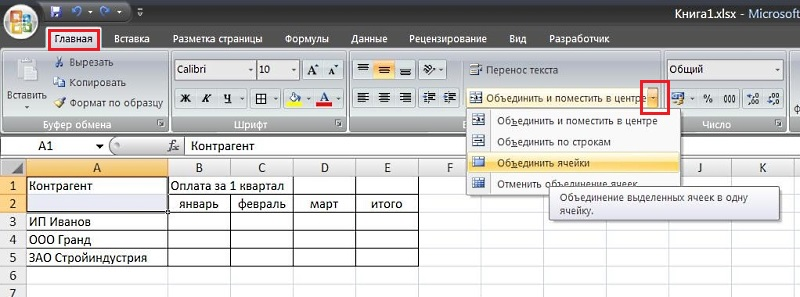 Книга1.xlsx - Microsoft
Главная Вставка Разметка страницы Формулы Данные Рецензирование Вид Разработчик
Вставить
Вырезать
Копировать
Формат по образцу
Буфер обмена
Calibri 10 A A
Ж К Ч А
Шрифт
Перенос текста
Объединить и поместить в центре
Общий
% 000
Число
Объединить и поместить в центре
Объединить по строкам
Объединить ячейки
Отменить объединение ячеек
Объединение выделенных ячеек в одну
ячейку.
A1 fx Контрагент
A B C D E F J K L
1 Контрагент Оплата за 1 квартал
2 январь февраль март итого
3 ИП Иванов
4 ООО Гранд
5 ЗАО Стройиндустрия
6
7